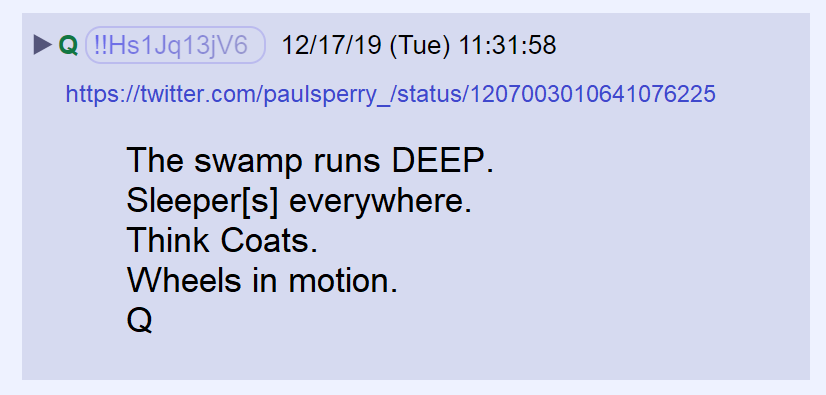 ▶ Q !!Hs1Jq13jV6 12/17/19 (Tue) 11:31:58
https://twitter.com/paulsperry_/status/1207003010641076225
The swamp runs DEEP.
Sleeper[s] everywhere.
Think Coats.
Wheels in motion.
Q